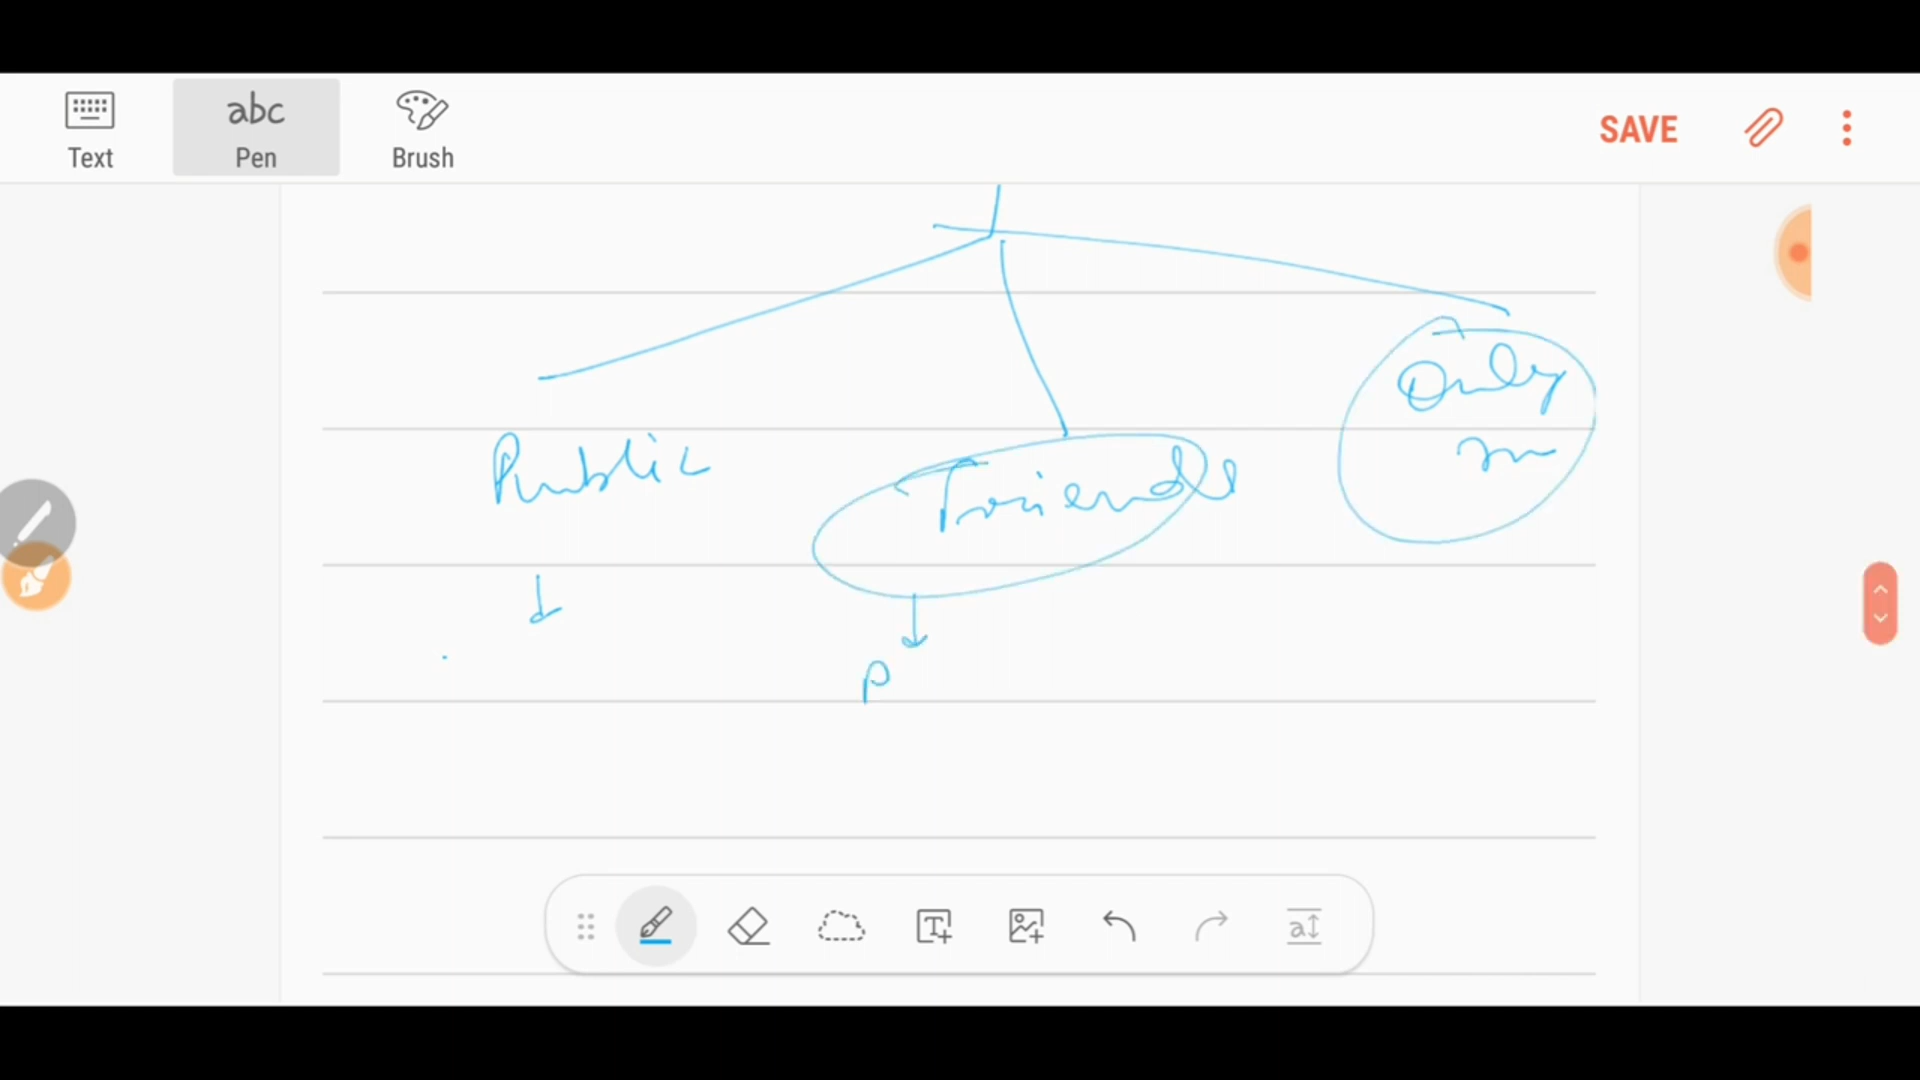 Text
abc
Pen
Brush
SAVE
Public
Friends
Only
m
P